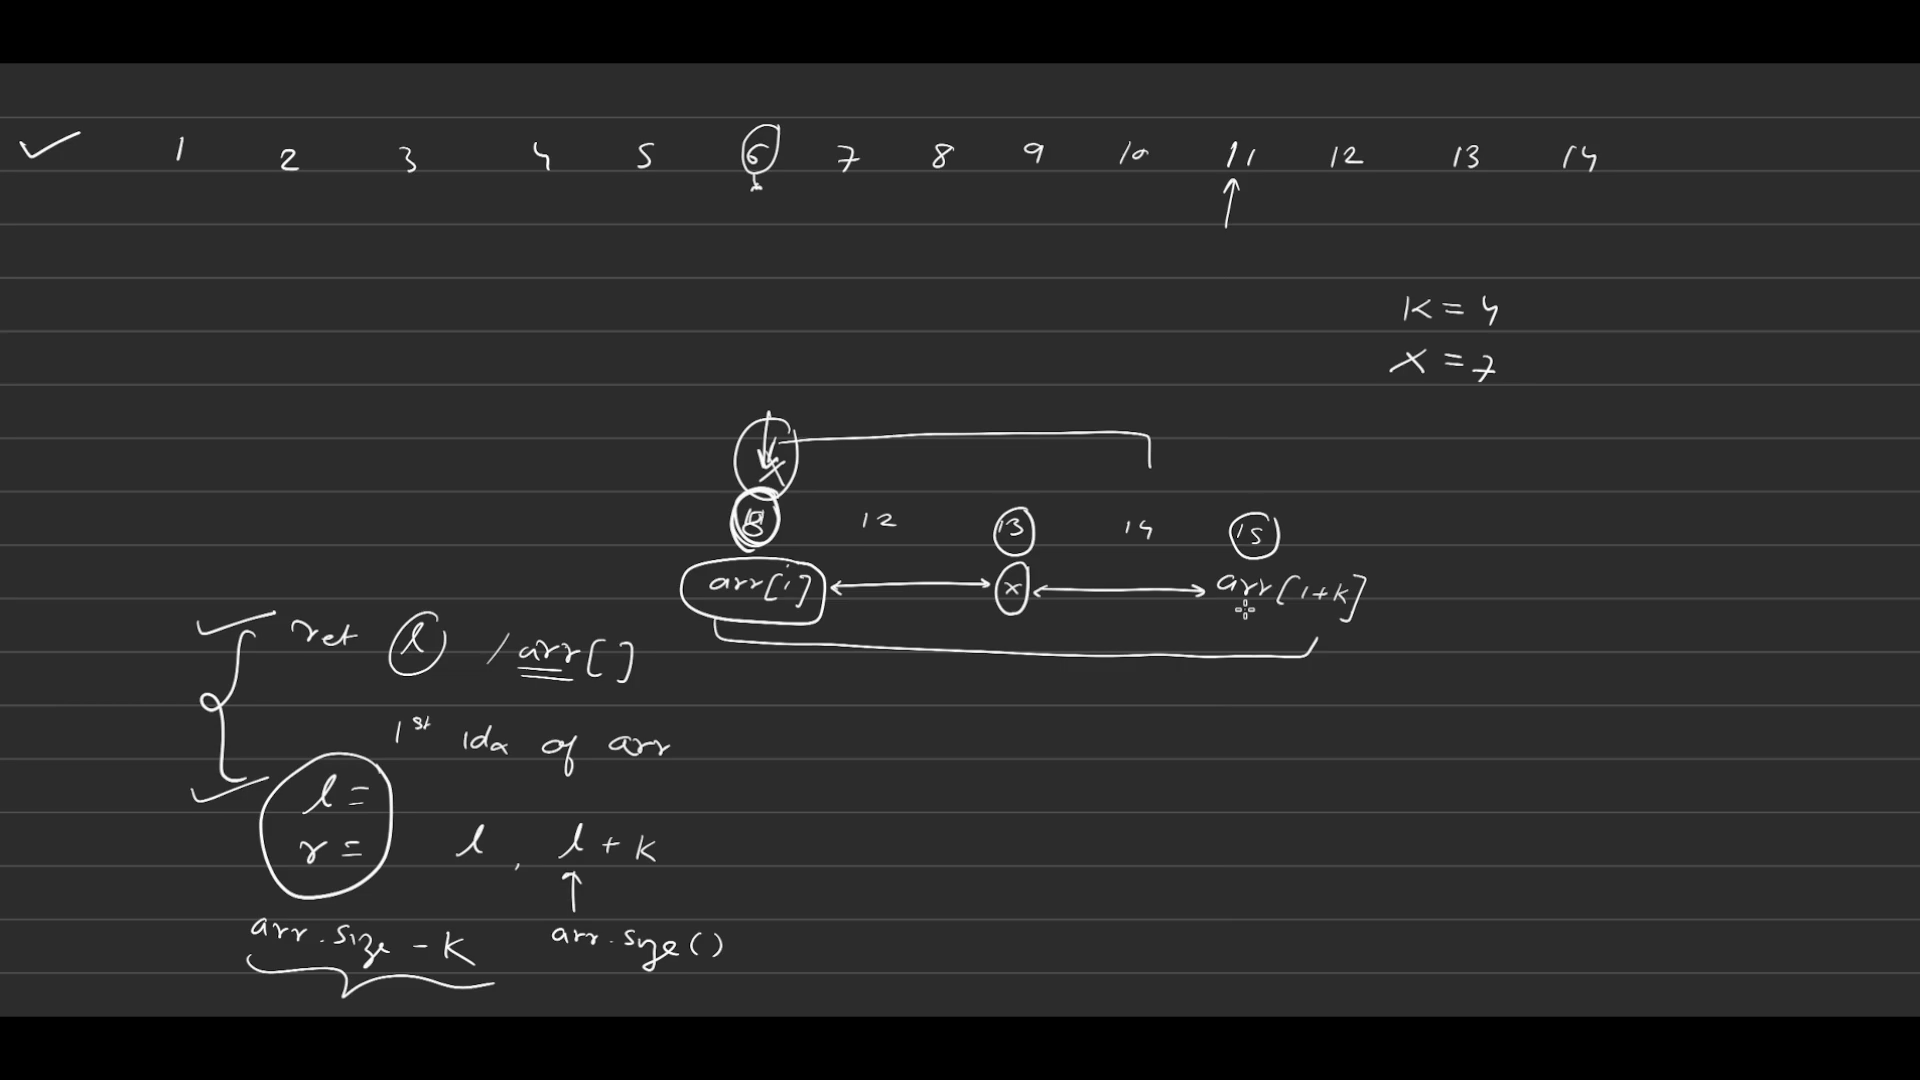 1 2 3 4 5 6 7 8 9 10 11 12 13 14
K = 4
X = 7
x
12 13 14 15
arr[i] x arr[i+k]
ret l / arr[]
1st idx of arr
l =
r = l , l + k
arr.size - K arr.size()